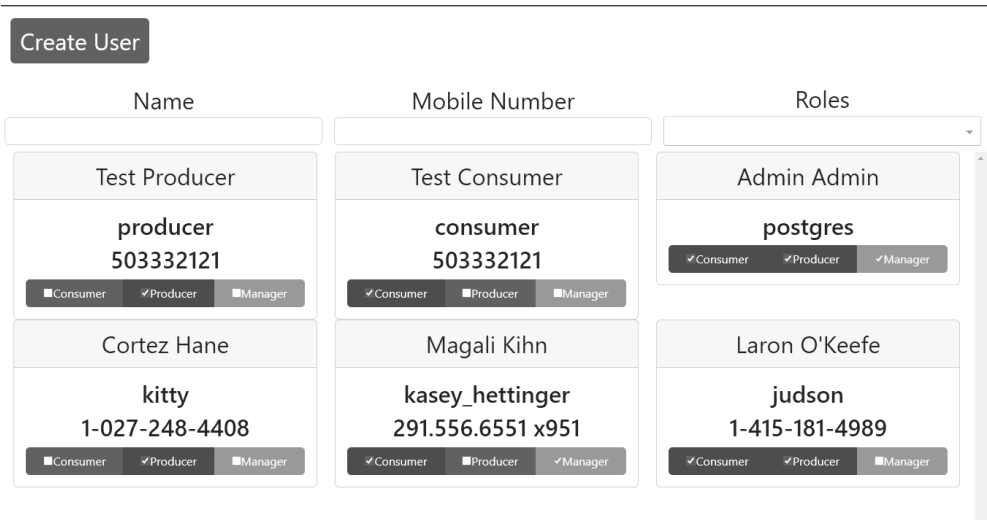 Create User
Name Mobile Number Roles
Test Producer Test Consumer Admin Admin
producer consumer postgres
503332121 503332121
Consumer Producer Manager
Consumer Producer Manager Consumer Producer Manager
Cortez Hane Magali Kihn Laron O'Keefe
kitty kasey_hettinger judson
1-027-248-4408 291.556.6551 x951 1-415-181-4989
Consumer Producer Manager Consumer Producer Manager Consumer Producer Manager